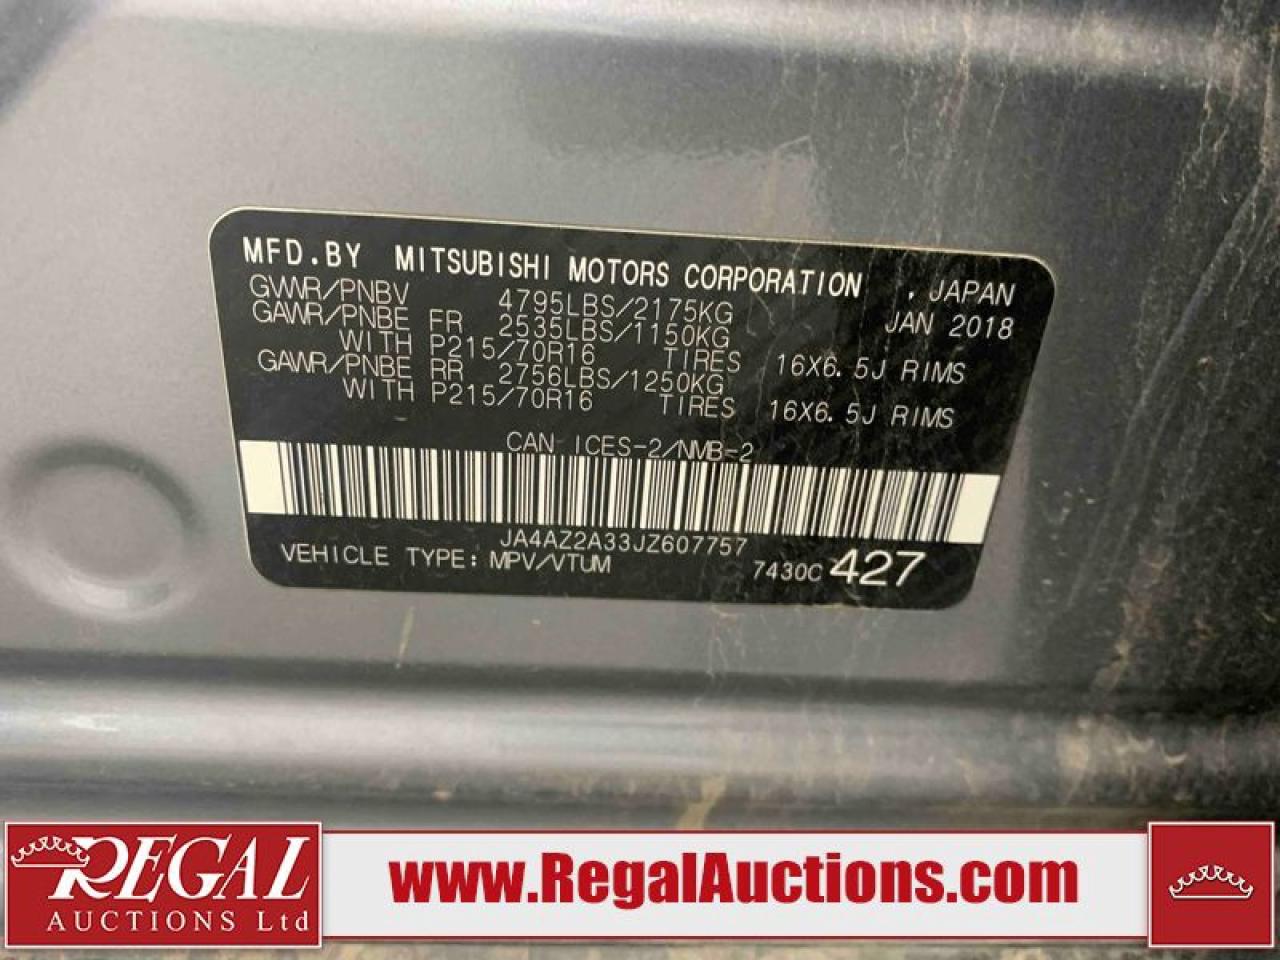 MFD.BY MITSUBISHI MOTORS CORPORATION , JAPAN
GVWR/PNBV 4795LBS/2175KG JAN 2018
GAWR/PNBE FR 2535LBS/1150KG
WITH P215/70R16 TIRES 16X6.5J RIMS
GAWR/PNBE RR 2756LBS/1250KG
WITH P215/70R16 TIRES 16X6.5J RIMS
CAN ICES-2/NMB-2
JA4AZ2A33JZ607757
VEHICLE TYPE: MPV/VTUM 7430C 427
REGAL
AUCTIONS Ltd
www.RegalAuctions.com